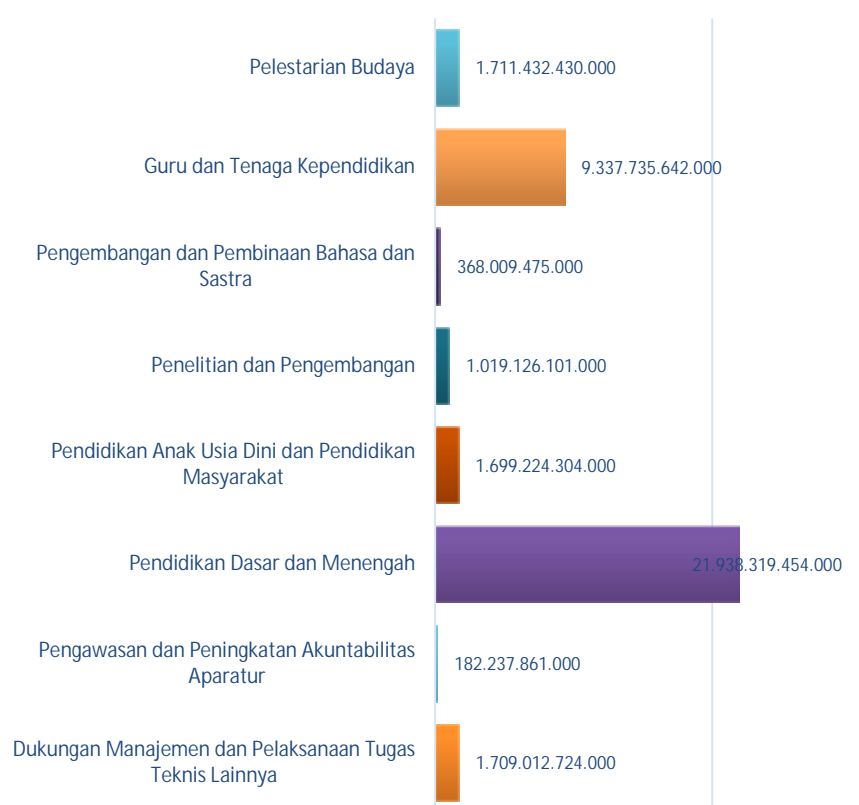 Pelestarian Budaya
1.711.432.430.000
Guru dan Tenaga Kependidikan
9.337.735.642.000
Pengembangan dan Pembinaan Bahasa dan
Sastra
368.009.475.000
Penelitian dan Pengembangan
1.019.126.101.000
Pendidikan Anak Usia Dini dan Pendidikan
Masyarakat
1.699.224.304.000
Pendidikan Dasar dan Menengah
21.938.319.454.000
Pengawasan dan Peningkatan Akuntabilitas
Aparatur
182.237.861.000
Dukungan Manajemen dan Pelaksanaan Tugas
Teknis Lainnya
1.709.012.724.000